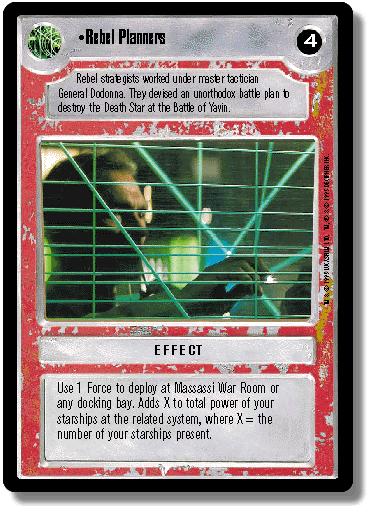 •Rebel Planners
4
Rebel strategists worked under master tactician
General Dodonna. They devised an unorthodox battle plan to
destroy the Death Star at the Battle of Yavin.
EFFECT
Use 1 Force to deploy at Massassi War Room or
any docking bay. Adds X to total power of your
starships at the related system, where X = the
number of your starships present.